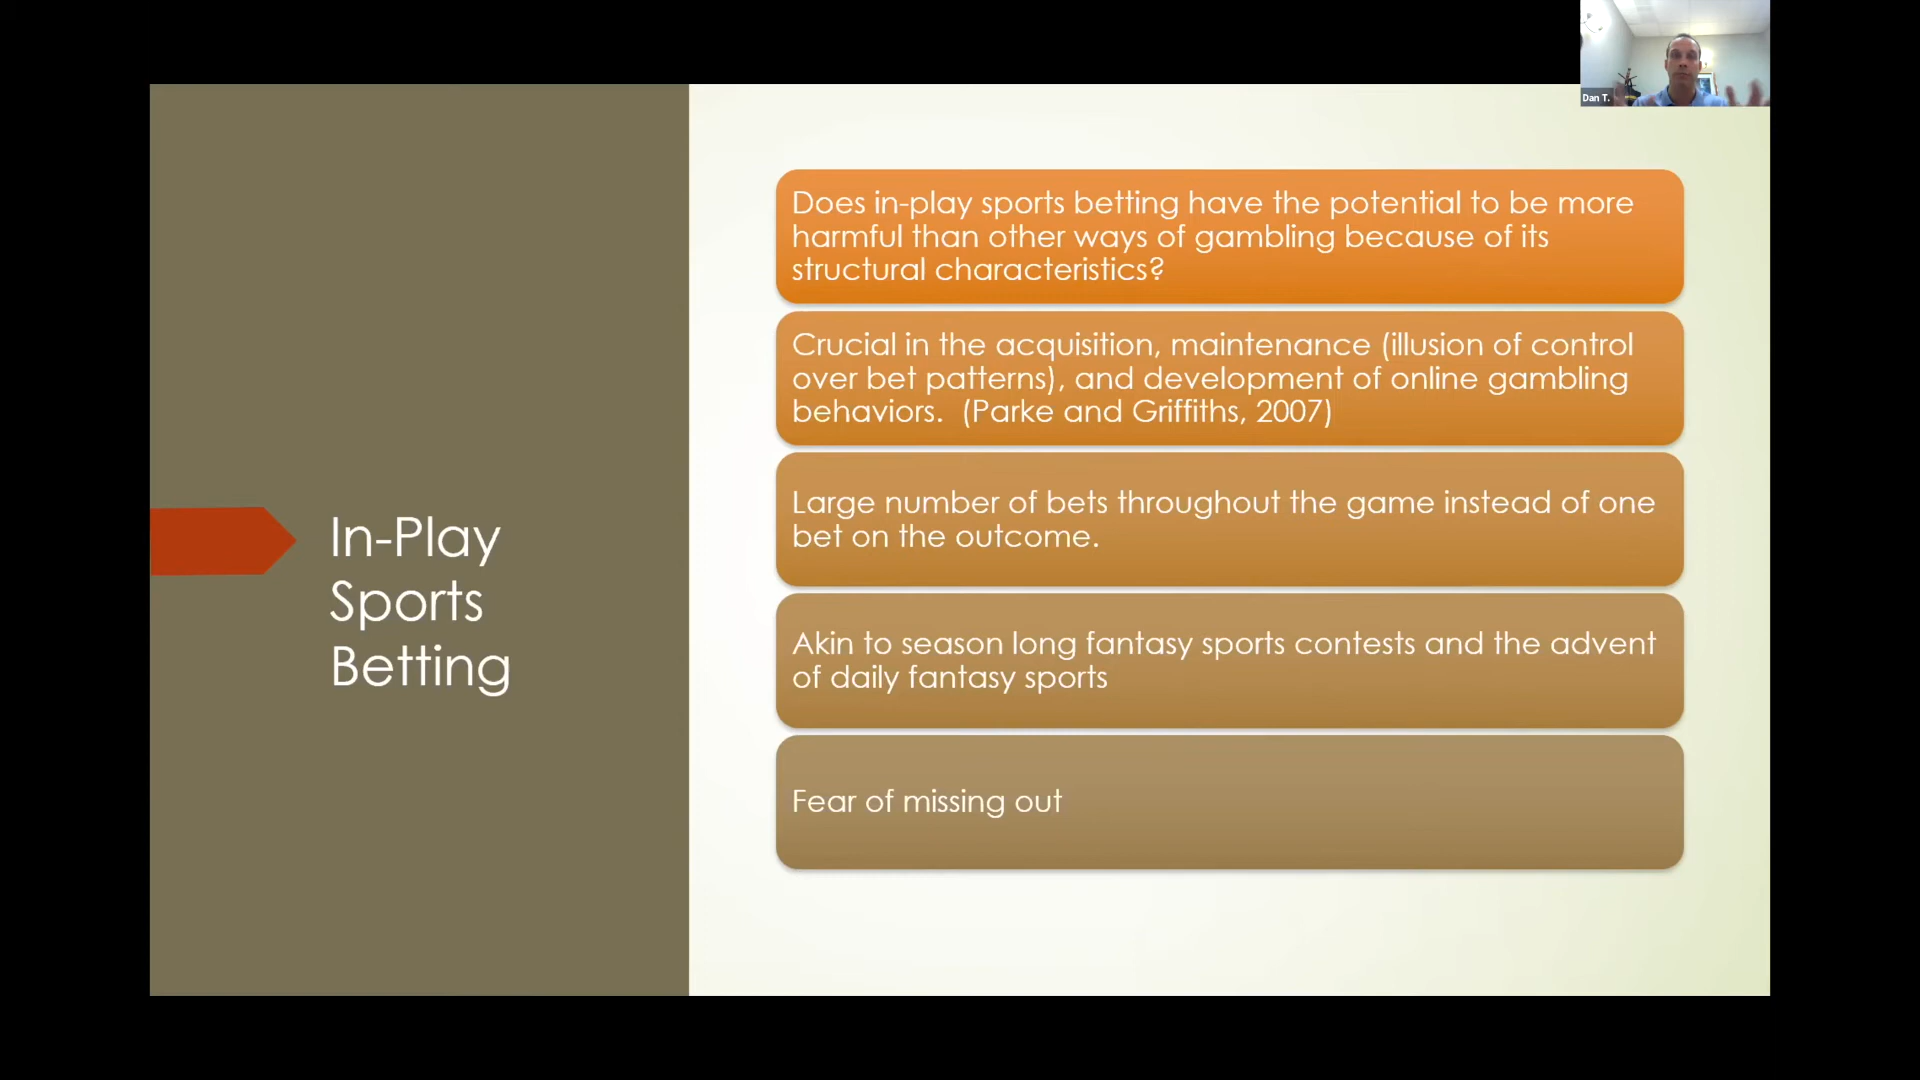 Dan T.
In-Play
Sports
Betting
Does in-play sports betting have the potential to be more
harmful than other ways of gambling because of its
structural characteristics?
Crucial in the acquisition, maintenance (illusion of control
over bet patterns), and development of online gambling
behaviors.  (Parke and Griffiths, 2007)
Large number of bets throughout the game instead of one
bet on the outcome.
Akin to season long fantasy sports contests and the advent
of daily fantasy sports
Fear of missing out